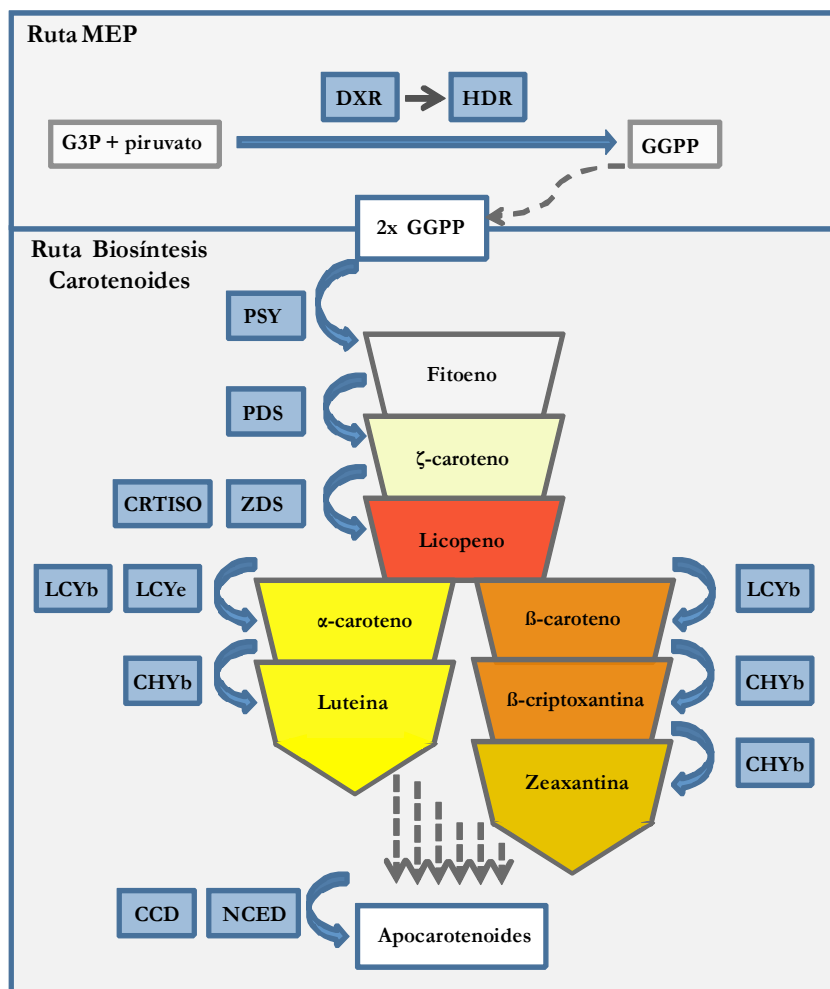 Ruta MEP
DXR
HDR
G3P + piruvato
GGPP
2x GGPP
Ruta Biosíntesis
Carotenoides
PSY
Fitoeno
PDS
ζ-caroteno
CRTISO
ZDS
Licopeno
LCYb
LCYe
α-caroteno
ß-caroteno
LCYb
CHYb
Luteina
ß-criptoxantina
CHYb
Zeaxantina
CHYb
CCD
NCED
Apocarotenoides